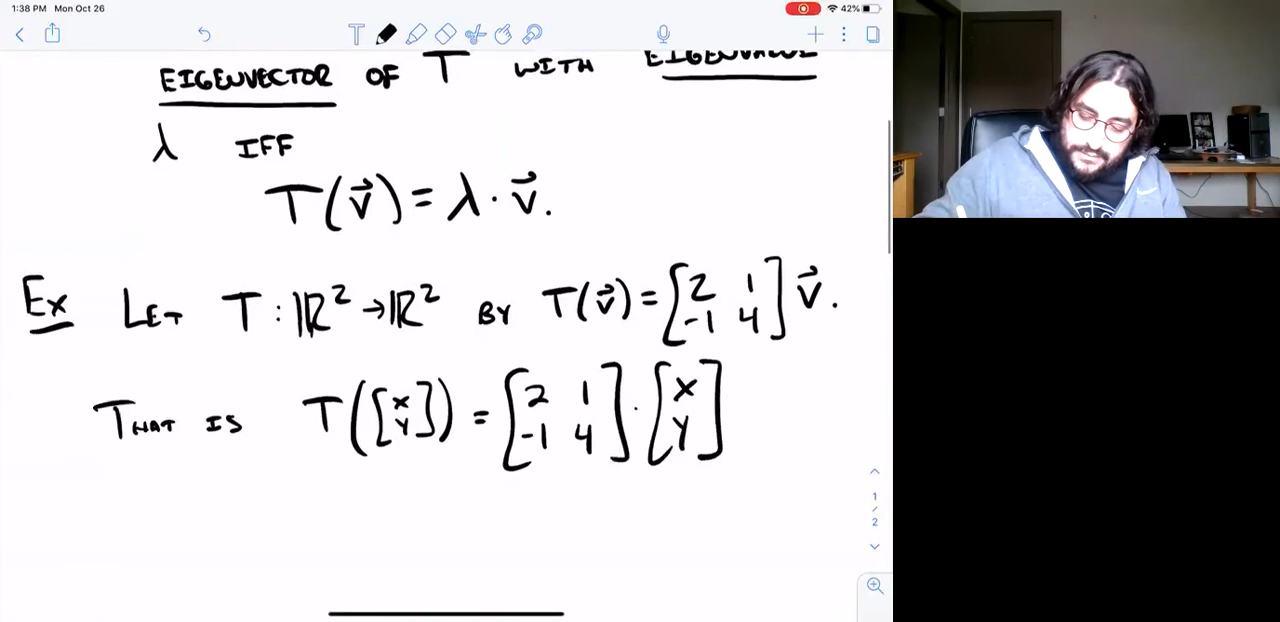 1:38 PM Mon Oct 26
42%
EIGENVECTOR OF T WITH EIGENVALUE
λ IFF
T(v⃗) = λ · v⃗.
Ex LET T : ℝ² → ℝ² BY T(v⃗) = [2 1; -1 4] v⃗.
THAT IS T([x; y]) = [2 1; -1 4] · [x; y]
1
/
2